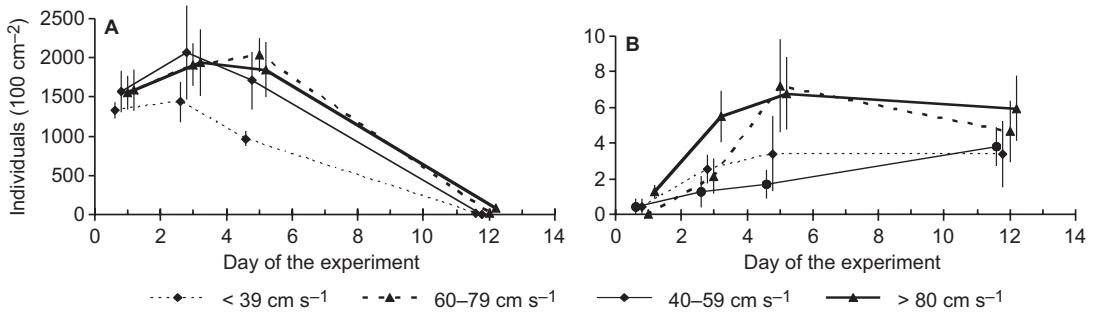 A
B
Individuals (100 cm–2)
2500
2000
1500
1000
500
0
10
8
6
4
2
0
0 2 4 6 8 10 12 14
0 2 4 6 8 10 12 14
Day of the experiment
Day of the experiment
< 39 cm s–1 60–79 cm s–1 40–59 cm s–1 > 80 cm s–1